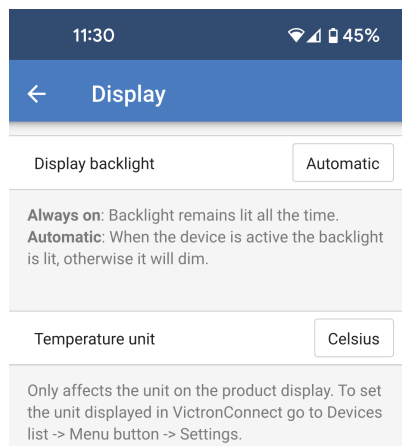 11:30 45%
Display
Display backlight Automatic
Always on: Backlight remains lit all the time.
Automatic: When the device is active the backlight
is lit, otherwise it will dim.
Temperature unit Celsius
Only affects the unit on the product display. To set
the unit displayed in VictronConnect go to Devices
list -> Menu button -> Settings.